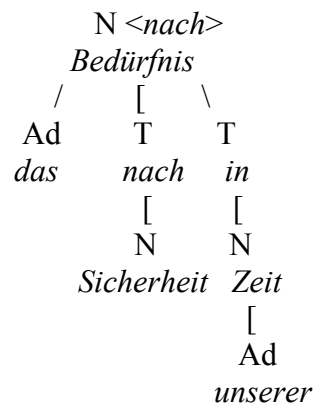 N <nach>
Bedürfnis
/ [ \
Ad T T
das nach in
[ [
N N
Sicherheit Zeit
[
Ad
unserer